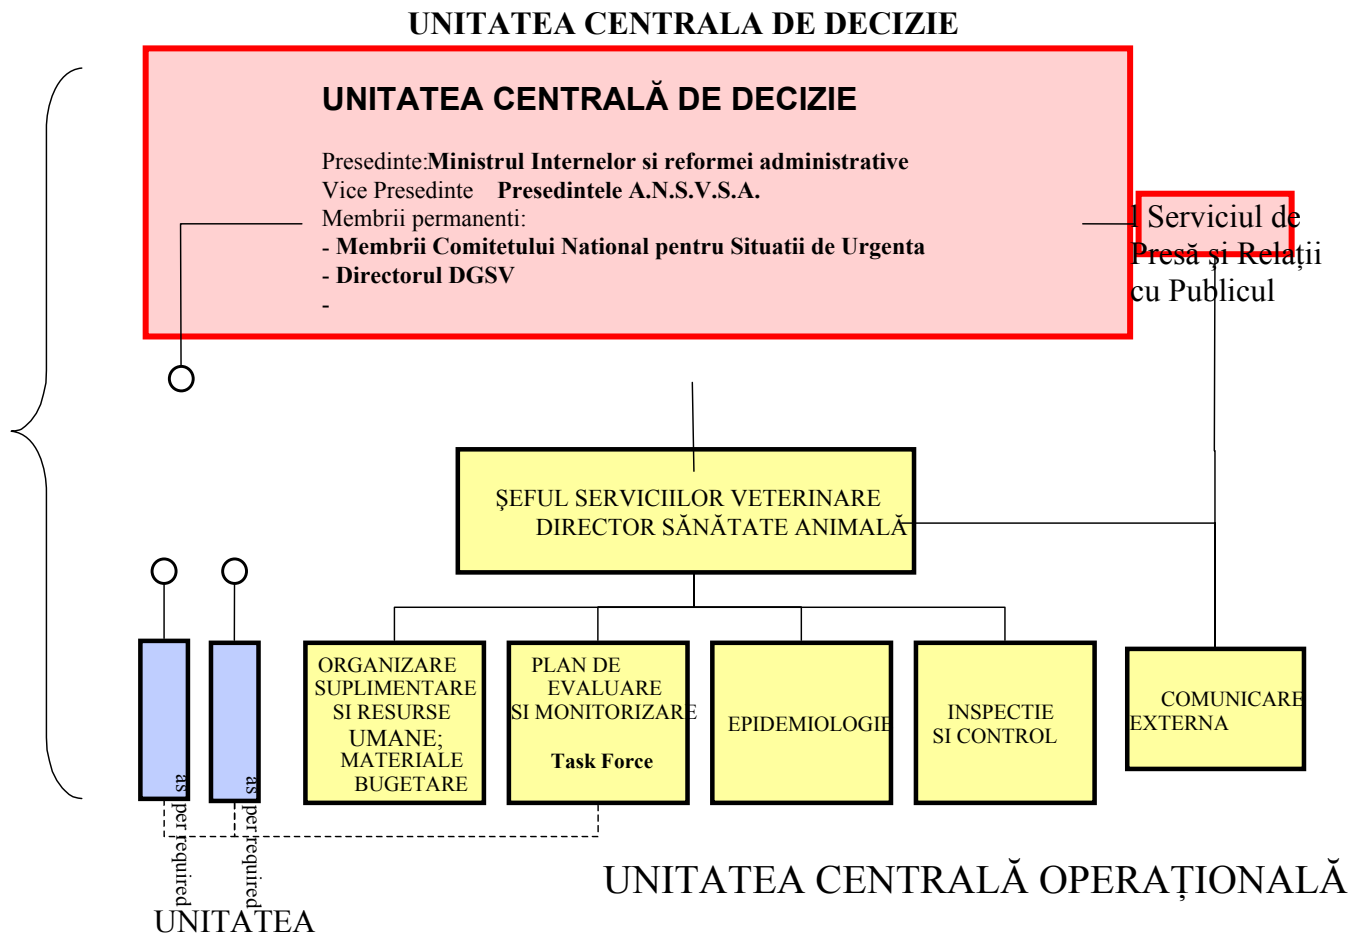 UNITATEA CENTRALA DE DECIZIE
UNITATEA CENTRALĂ DE DECIZIE
Presedinte:Ministrul Internelor si reformei administrative
Vice Presedinte Presedintele A.N.S.V.S.A.
Membrii permanenti:
- Membrii Comitetului National pentru Situatii de Urgenta
- Directorul DGSV
-
l Serviciul de
Presă şi Relații
cu Publicul
ŞEFUL SERVICIILOR VETERINARE
DIRECTOR SĂNĂTATE ANIMALĂ
ORGANIZARE
SUPLIMENTARE
SI RESURSE
UMANE;
MATERIALE
BUGETARE
PLAN DE
EVALUARE
SI MONITORIZARE
Task Force
EPIDEMIOLOGIE
INSPECTIE
SI CONTROL
COMUNICARE
EXTERNA
as per required
as per required
UNITATEA CENTRALĂ OPERAȚIONALĂ
UNITATEA